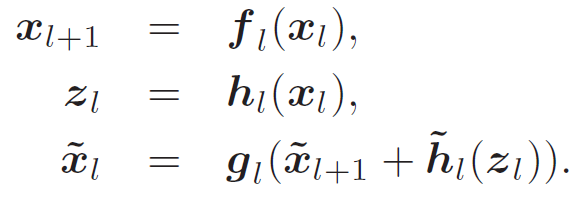 𝒙_{l+1} = 𝒇_l(𝒙_l),
𝒛_l = 𝒉_l(𝒙_l),
𝒙̃_l = 𝒈_l(𝒙̃_{l+1} + 𝒉̃_l(𝒛_l)).